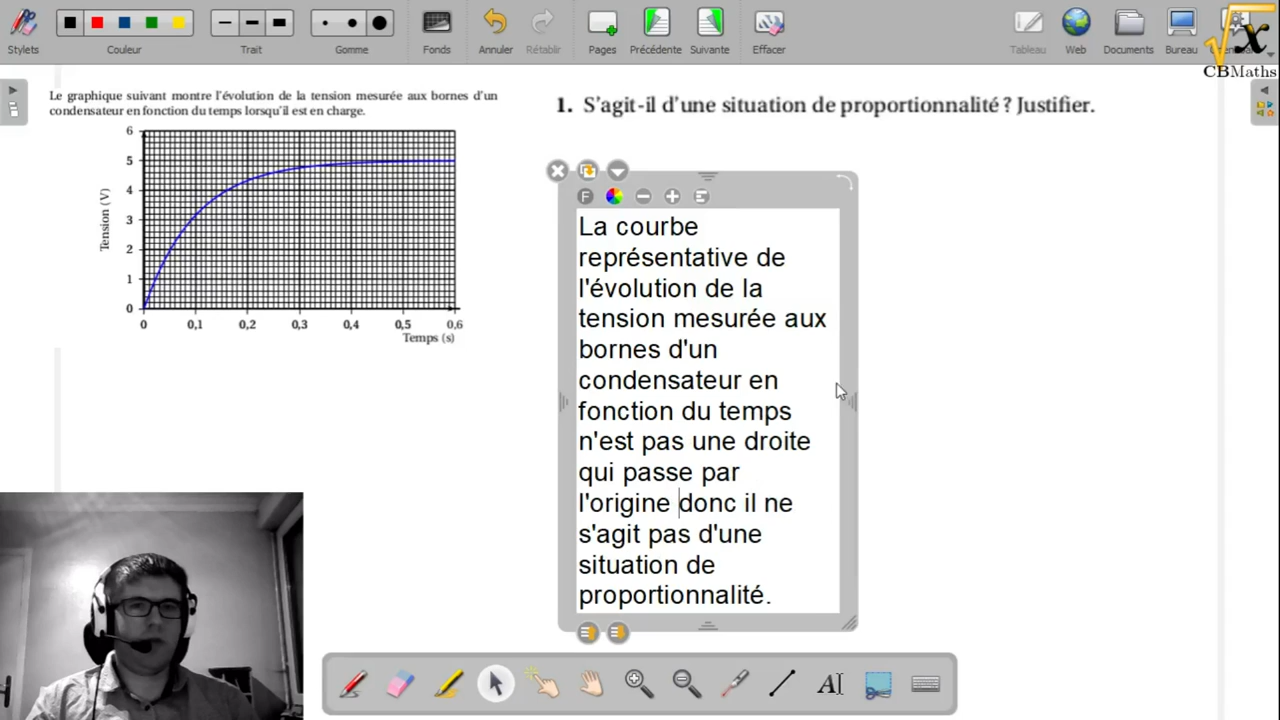 Stylets
Couleur
Trait
Gomme
Fonds
Annuler
Rétablir
Pages
Précédente
Suivante
Effacer
Tableau
Web
Documents
Bureau
CBMaths
Le graphique suivant montre l'évolution de la tension mesurée aux bornes d'un
condensateur en fonction du temps lorsqu'il est en charge.
6
5
4
3
2
1
0
Tension (V)
0 0,1 0,2 0,3 0,4 0,5 0,6
Temps (s)
1. S'agit-il d'une situation de proportionnalité ? Justifier.
F
La courbe
représentative de
l'évolution de la
tension mesurée aux
bornes d'un
condensateur en
fonction du temps
n'est pas une droite
qui passe par
l'origine donc il ne
s'agit pas d'une
situation de
proportionnalité.